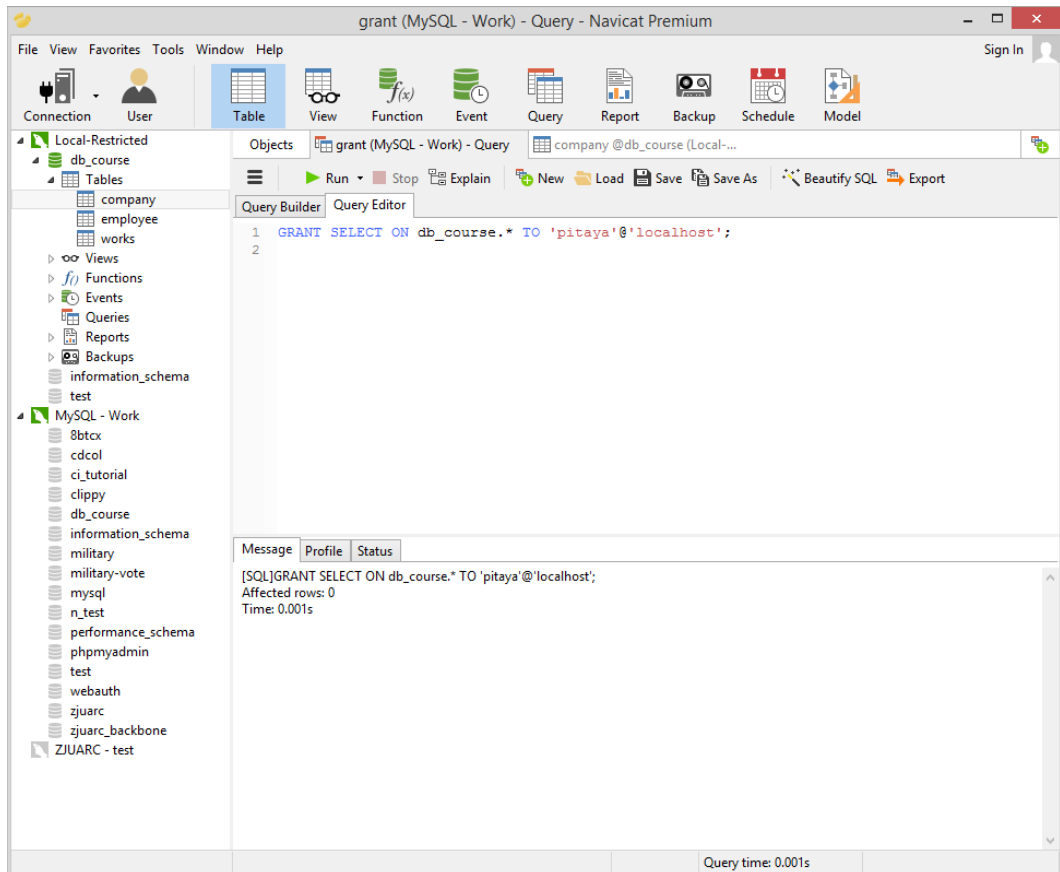 grant (MySQL - Work) - Query - Navicat Premium
File View Favorites Tools Window Help Sign In
Connection User Table View Function Event Query Report Backup Schedule Model
f(x)
Objects grant (MySQL - Work) - Query company @db_course (Local-...
Run Stop Explain New Load Save Save As Beautify SQL Export
Query Builder Query Editor
1 GRANT SELECT ON db_course.* TO 'pitaya'@'localhost';
2
Local-Restricted
db_course
Tables
company
employee
works
Views
f() Functions
Events
Queries
Reports
Backups
information_schema
test
MySQL - Work
8btcx
cdcol
ci_tutorial
clippy
db_course
information_schema
military
military-vote
mysql
n_test
performance_schema
phpmyadmin
test
webauth
zjuarc
zjuarc_backbone
ZJUARC - test
Message Profile Status
[SQL]GRANT SELECT ON db_course.* TO 'pitaya'@'localhost';
Affected rows: 0
Time: 0.001s
Query time: 0.001s